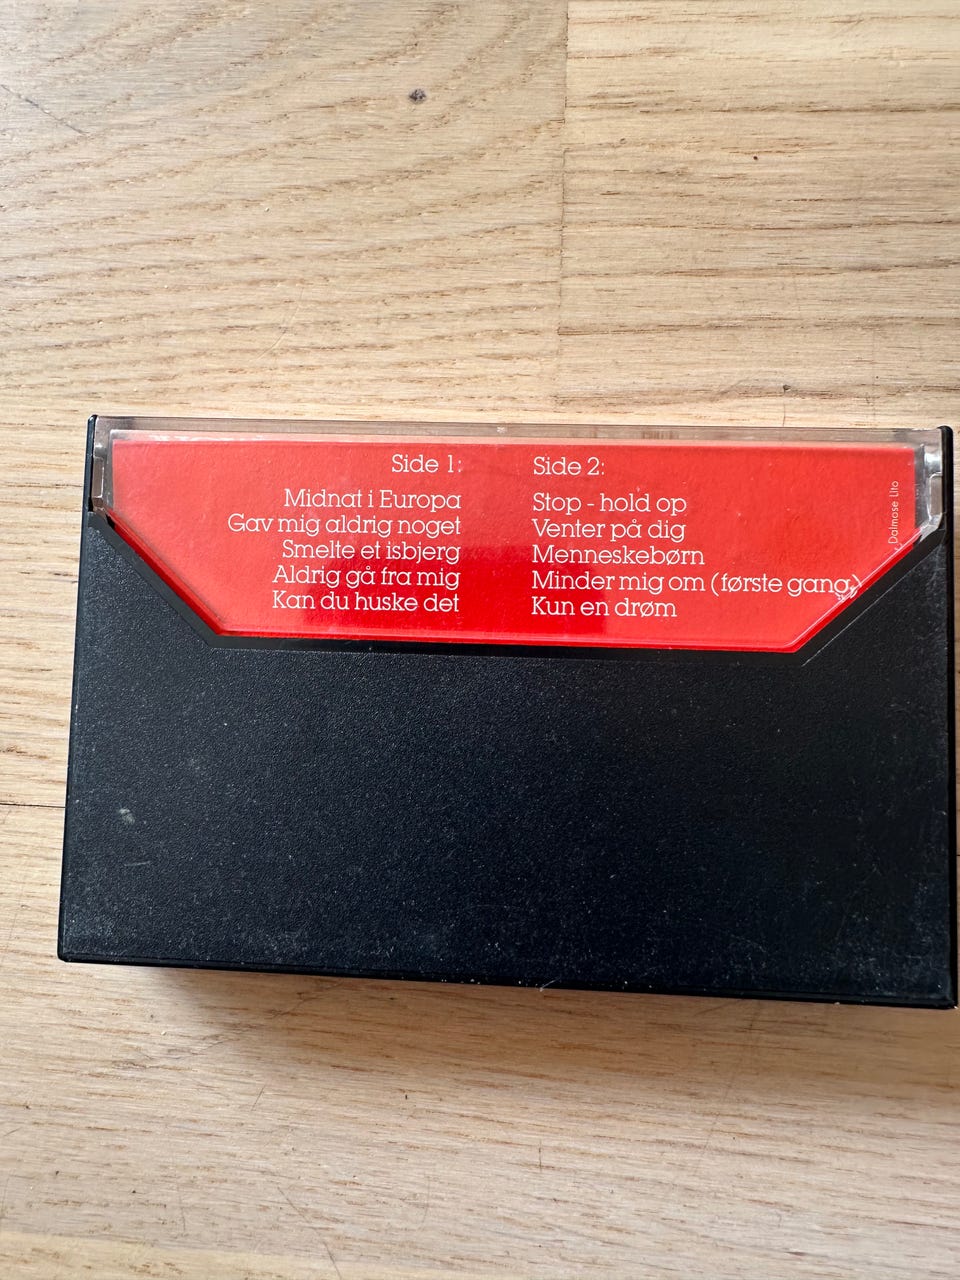 Side 1:
Midnat i Europa
Gav mig aldrig noget
Smelte et isbjerg
Aldrig gå fra mig
Kan du huske det
Side 2:
Stop - hold op
Venter på dig
Menneskebørn
Minder mig om (første gang)
Kun en drøm
Dalmose Lito